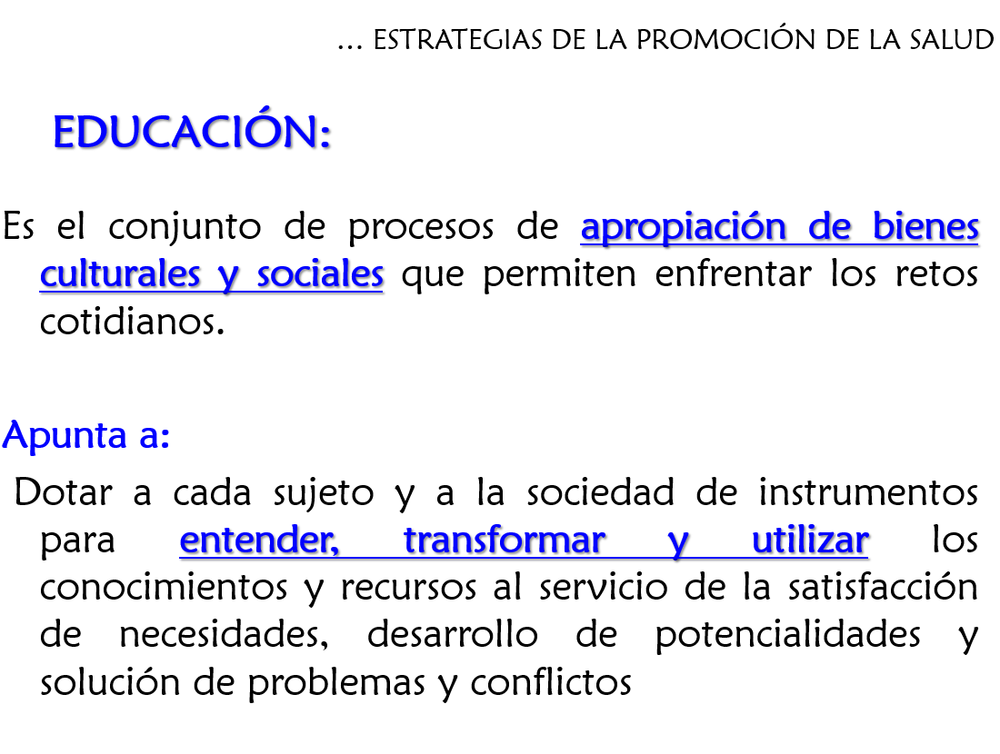 ... ESTRATEGIAS DE LA PROMOCIÓN DE LA SALUD
EDUCACIÓN:
Es el conjunto de procesos de apropiación de bienes
culturales y sociales que permiten enfrentar los retos
cotidianos.
Apunta a:
Dotar a cada sujeto y a la sociedad de instrumentos
para entender, transformar y utilizar los
conocimientos y recursos al servicio de la satisfacción
de necesidades, desarrollo de potencialidades y
solución de problemas y conflictos